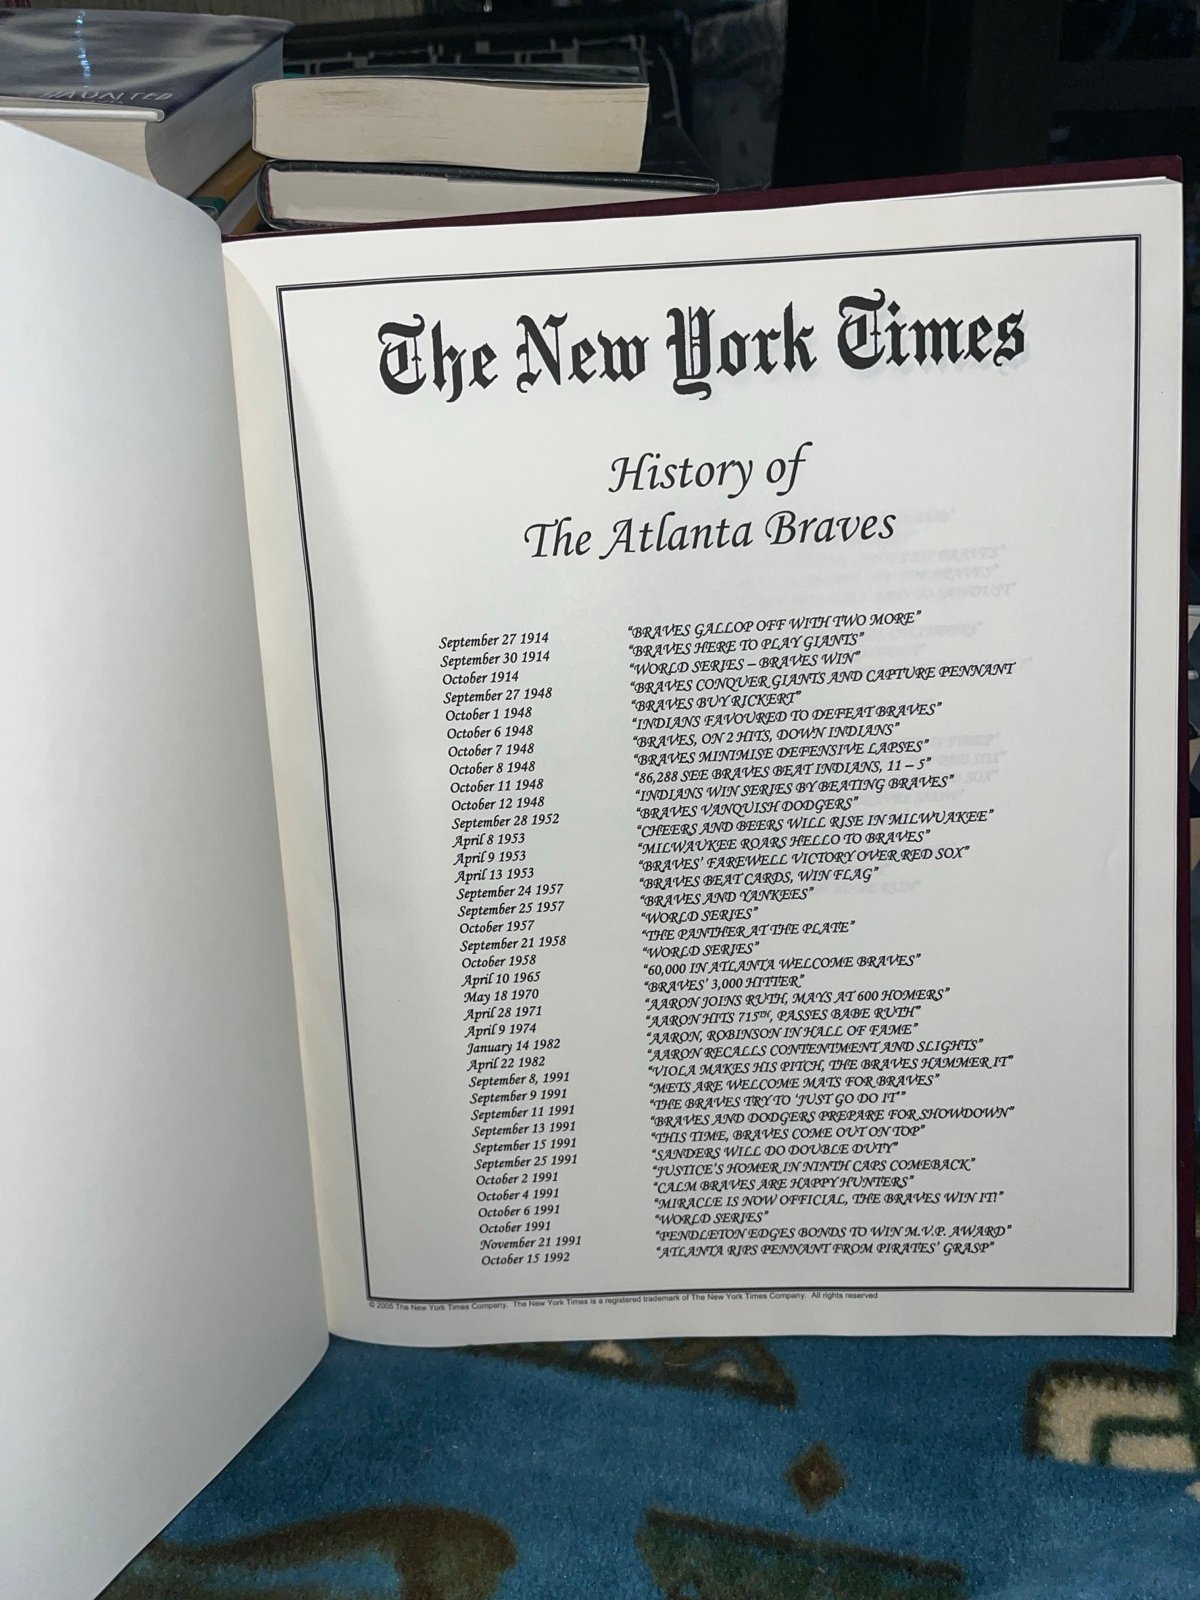 HAUNTED
The New York Times
History of
The Atlanta Braves
September 27 1914 “BRAVES GALLOP OFF WITH TWO MORE”
September 30 1914 “BRAVES HERE TO PLAY GIANTS”
October 1914 “WORLD SERIES – BRAVES WIN”
September 27 1948 “BRAVES CONQUER GIANTS AND CAPTURE PENNANT
October 1 1948 “BRAVES BUY RICKERT”
October 6 1948 “INDIANS FAVOURED TO DEFEAT BRAVES”
October 7 1948 “BRAVES, ON 2 HITS, DOWN INDIANS”
October 8 1948 “BRAVES MINIMISE DEFENSIVE LAPSES”
October 11 1948 “86,288 SEE BRAVES BEAT INDIANS, 11 – 5”
October 12 1948 “INDIANS WIN SERIES BY BEATING BRAVES”
September 28 1952 “BRAVES VANQUISH DODGERS”
April 8 1953 “CHEERS AND BEERS WILL RISE IN MILWUAKEE”
April 9 1953 “MILWAUKEE ROARS HELLO TO BRAVES”
April 13 1953 “BRAVES’ FAREWELL VICTORY OVER RED SOX”
September 24 1957 “BRAVES BEAT CARDS, WIN FLAG”
September 25 1957 “BRAVES AND YANKEES”
October 1957 “WORLD SERIES”
September 21 1958 “THE PANTHER AT THE PLATE”
October 1958 “WORLD SERIES”
April 10 1965 “60,000 IN ATLANTA WELCOME BRAVES”
May 18 1970 “BRAVES’ 3,000 HITTER”
April 28 1971 “AARON JOINS RUTH, MAYS AT 600 HOMERS”
April 9 1974 “AARON HITS 715TH, PASSES BABE RUTH”
January 14 1982 “AARON, ROBINSON IN HALL OF FAME”
April 22 1982 “AARON RECALLS CONTENTMENT AND SLIGHTS”
September 8, 1991 “VIOLA MAKES HIS PITCH, THE BRAVES HAMMER IT”
September 9 1991 “METS ARE WELCOME MATS FOR BRAVES”
September 11 1991 “THE BRAVES TRY TO ‘JUST GO DO IT’”
September 13 1991 “BRAVES AND DODGERS PREPARE FOR SHOWDOWN”
September 15 1991 “THIS TIME, BRAVES COME OUT ON TOP”
September 25 1991 “SANDERS WILL DO DOUBLE DUTY”
October 2 1991 “JUSTICE’S HOMER IN NINTH CAPS COMEBACK”
October 4 1991 “CALM BRAVES ARE HAPPY HUNTERS”
October 6 1991 “MIRACLE IS NOW OFFICIAL, THE BRAVES WIN IT!”
October 1991 “WORLD SERIES”
November 21 1991 “PENDLETON EDGES BONDS TO WIN M.V.P. AWARD”
October 15 1992 “ATLANTA RIPS PENNANT FROM PIRATES’ GRASP”
© 2005 The New York Times Company. The New York Times is a registered trademark of The New York Times Company. All rights reserved